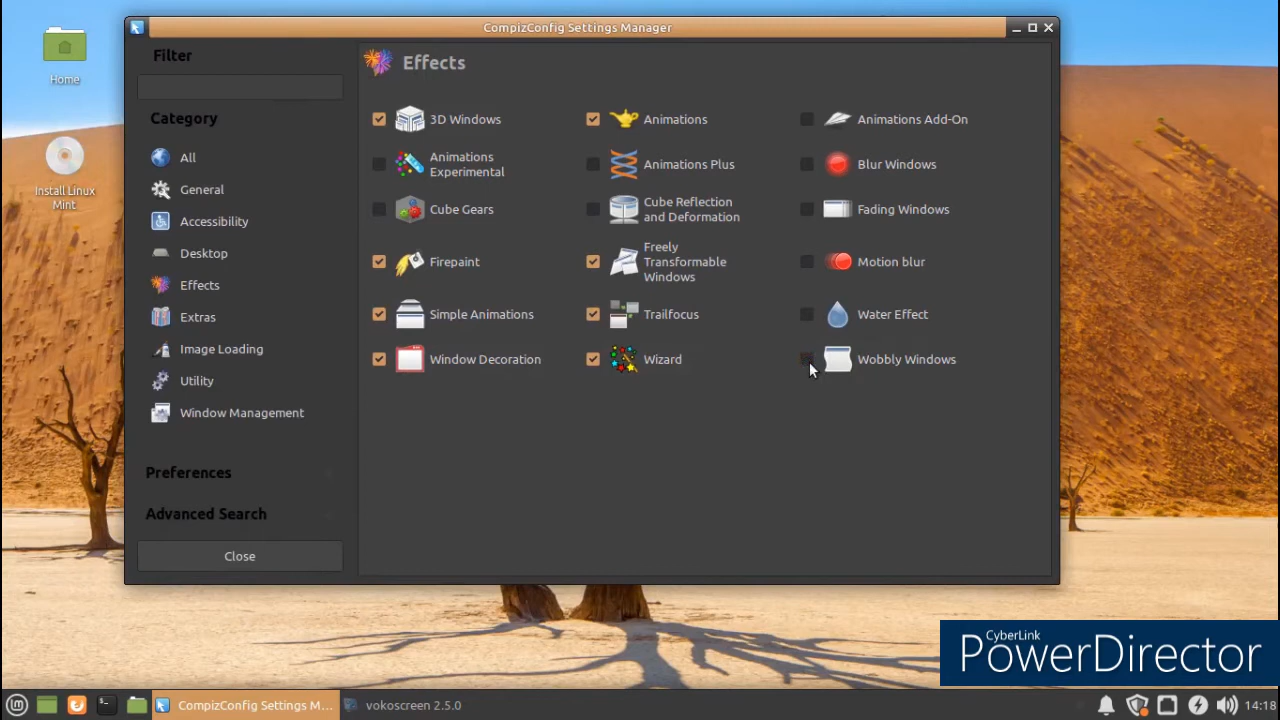 CompizConfig Settings Manager
Home
Install Linux
Mint
Filter
Category
All
General
Accessibility
Desktop
Effects
Extras
Image Loading
Utility
Window Management
Preferences
Advanced Search
Close
Effects
3D Windows
Animations
Animations Add-On
Animations
Experimental
Animations Plus
Blur Windows
Cube Gears
Cube Reflection
and Deformation
Fading Windows
Firepaint
Freely
Transformable
Windows
Motion blur
Simple Animations
Trailfocus
Water Effect
Window Decoration
Wizard
Wobbly Windows
CyberLink
PowerDirector
CompizConfig Settings M...
vokoscreen 2.5.0
14:18